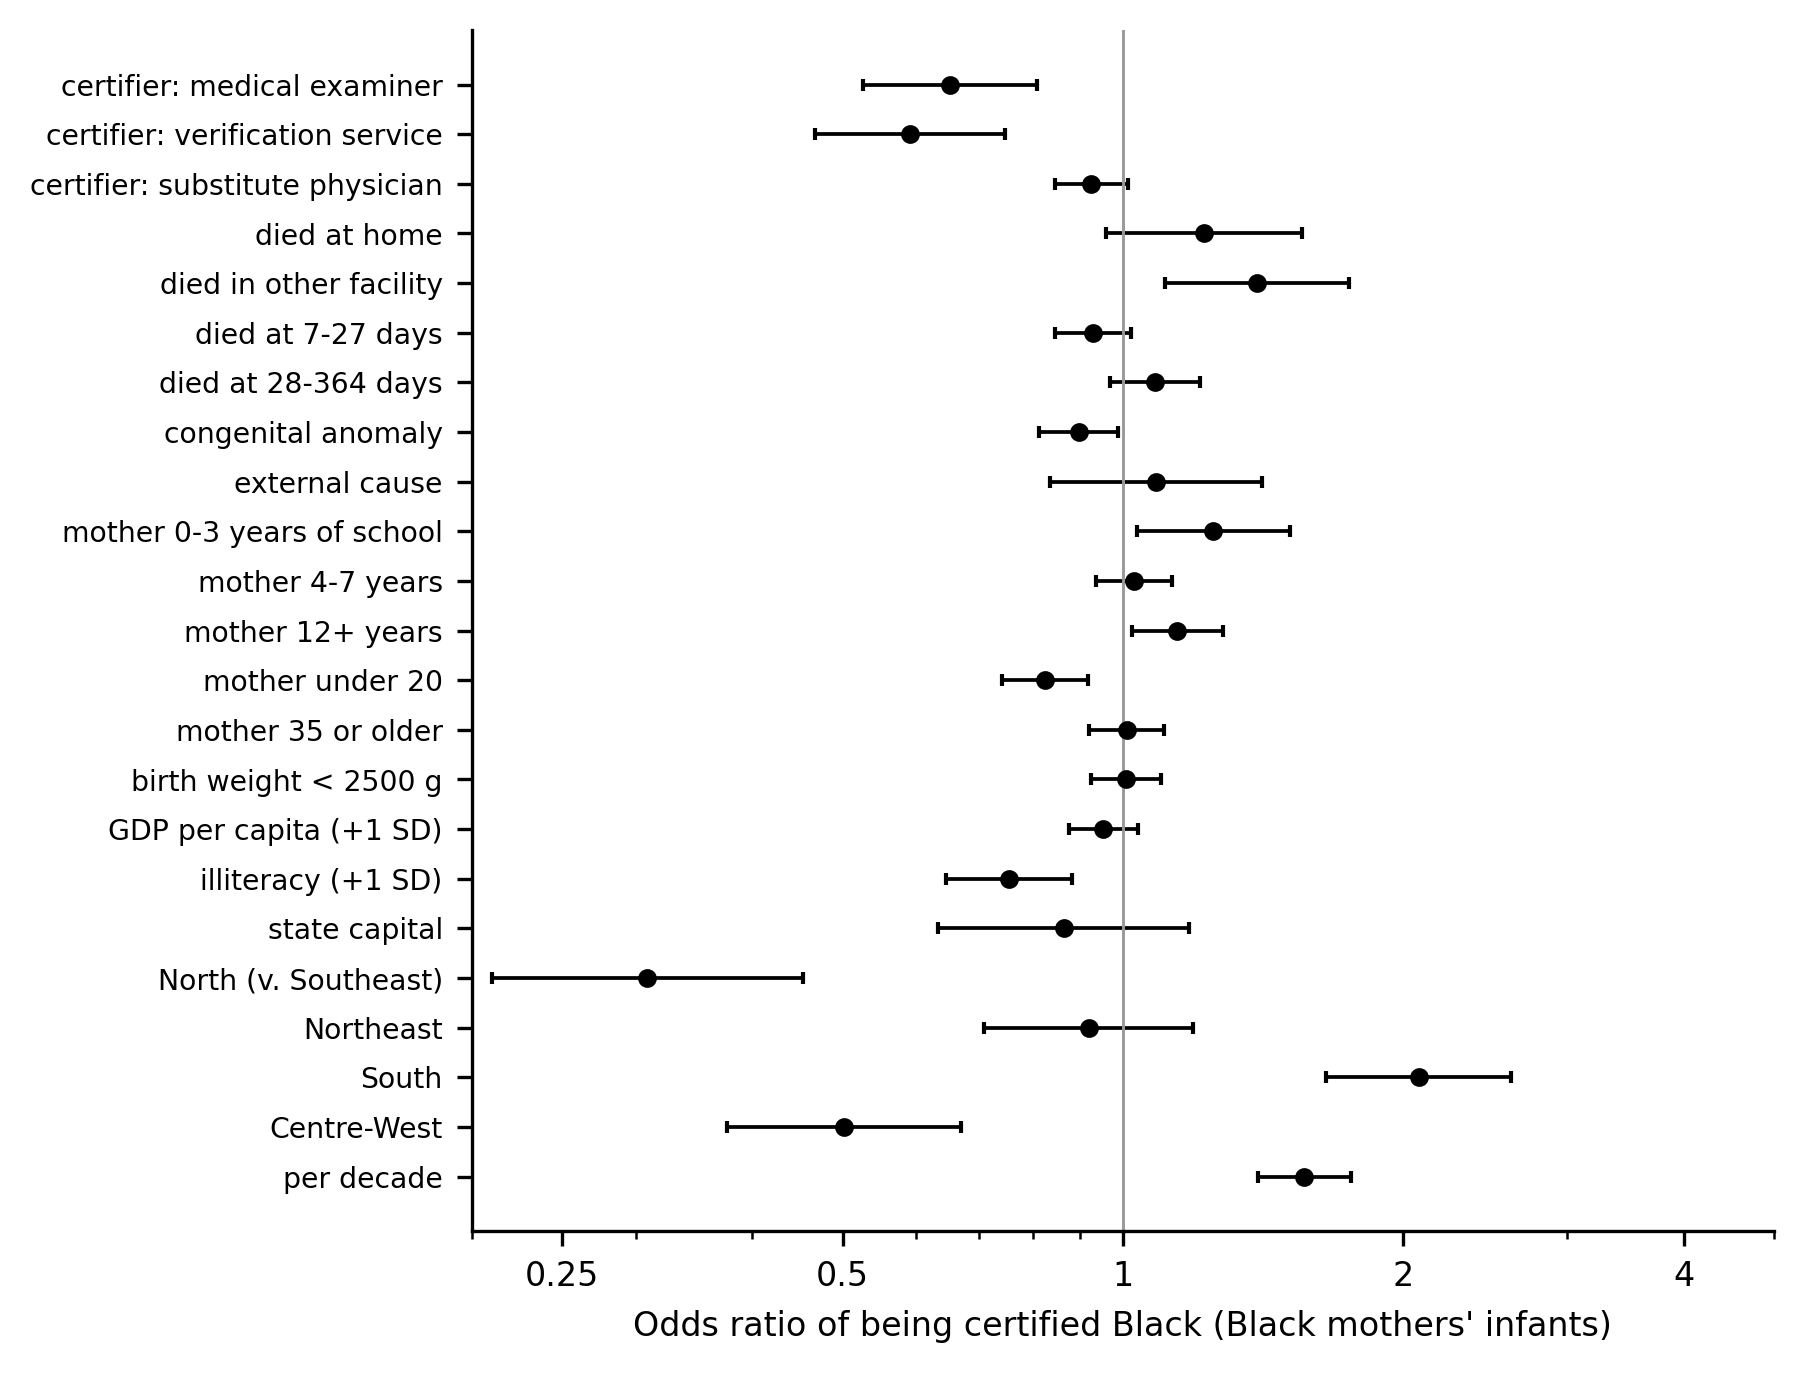 certifier: medical examiner
certifier: verification service
certifier: substitute physician
died at home
died in other facility
died at 7-27 days
died at 28-364 days
congenital anomaly
external cause
mother 0-3 years of school
mother 4-7 years
mother 12+ years
mother under 20
mother 35 or older
birth weight < 2500 g
GDP per capita (+1 SD)
illiteracy (+1 SD)
state capital
North (v. Southeast)
Northeast
South
Centre-West
per decade
0.25 0.5 1 2 4
Odds ratio of being certified Black (Black mothers' infants)